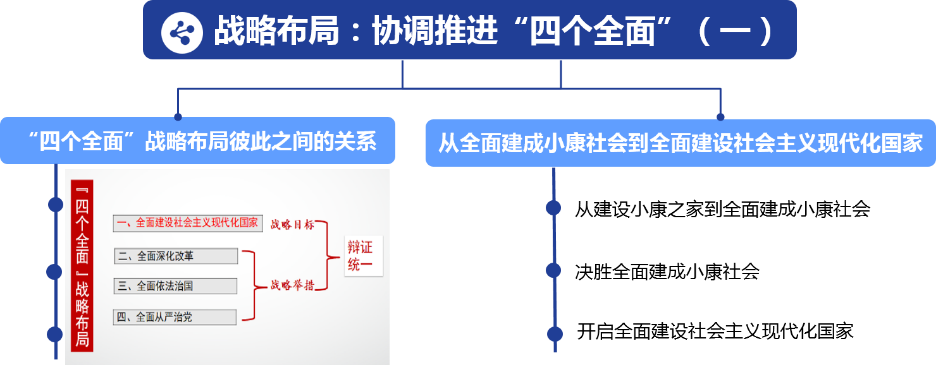 战略布局：协调推进“四个全面”（一）
“四个全面”战略布局彼此之间的关系
『四个全面』战略布局
一、全面建设社会主义现代化国家
战略目标
二、全面深化改革
三、全面依法治国
四、全面从严治党
战略举措
辩证
统一
从全面建成小康社会到全面建设社会主义现代化国家
从建设小康之家到全面建成小康社会
决胜全面建成小康社会
开启全面建设社会主义现代化国家